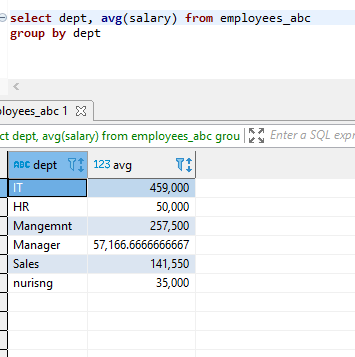 select dept, avg(salary) from employees_abc
group by dept
ployees_abc 1
ct dept, avg(salary) from employees_abc grou
Enter a SQL expr
ABC dept
123 avg
IT 459,000
HR 50,000
Mangemnt 257,500
Manager 57,166.6666666667
Sales 141,550
nurisng 35,000